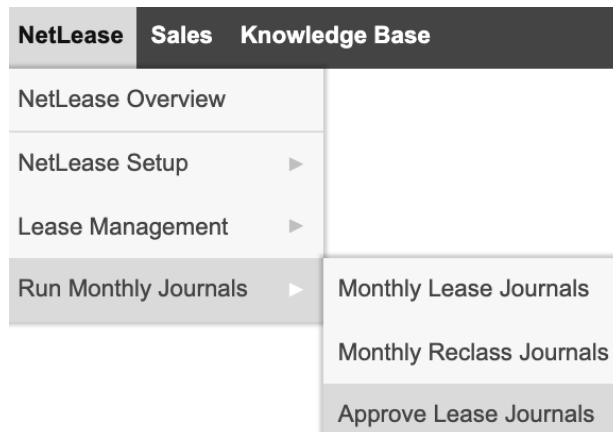 NetLease Sales Knowledge Base
NetLease Overview
NetLease Setup
Lease Management
Run Monthly Journals
Monthly Lease Journals
Monthly Reclass Journals
Approve Lease Journals